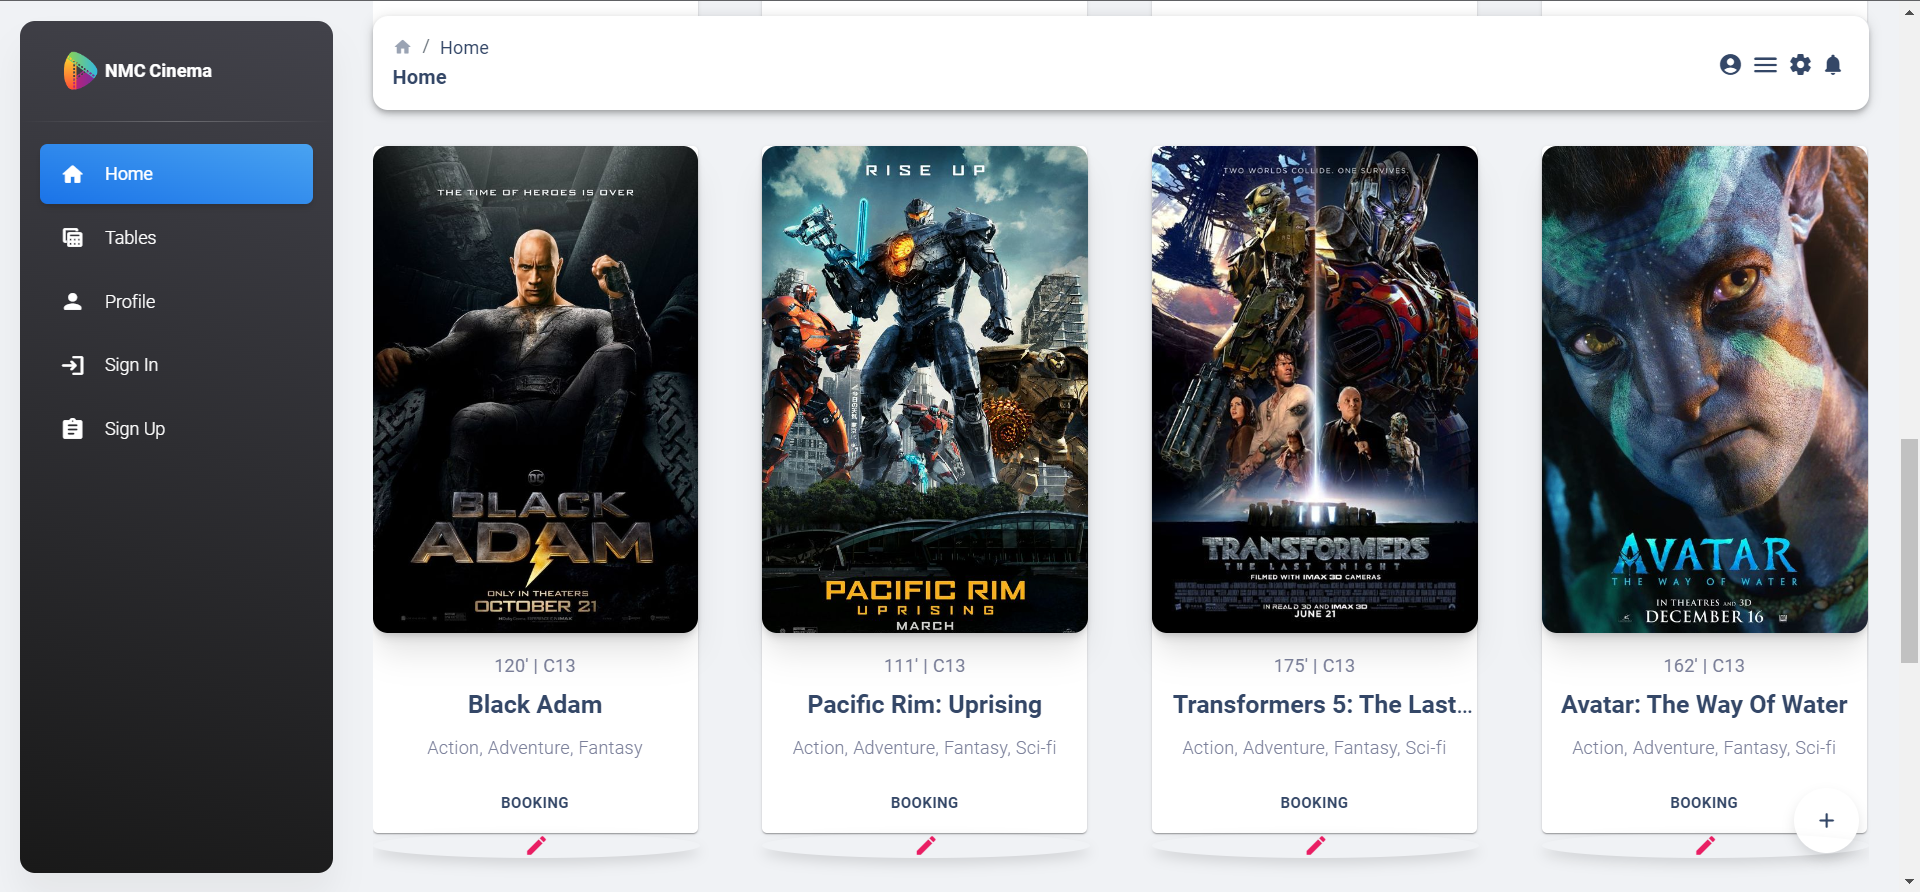 NMC Cinema
Home
Tables
Profile
Sign In
Sign Up
/ Home
Home
THE TIME OF HEROES IS OVER
DC
BLACK
ADAM
ONLY IN THEATERS
OCTOBER 21
120' | C13
Black Adam
Action, Adventure, Fantasy
BOOKING
RISE UP
PACIFIC RIM
UPRISING
MARCH
111' | C13
Pacific Rim: Uprising
Action, Adventure, Fantasy, Sci-fi
BOOKING
TWO WORLDS COLLIDE. ONE SURVIVES.
TRANSFORMERS
THE LAST KNIGHT
FILMED WITH IMAX 3D CAMERAS
IN REAL D 3D AND IMAX 3D
JUNE 21
175' | C13
Transformers 5: The Last...
Action, Adventure, Fantasy, Sci-fi
BOOKING
AVATAR
THE WAY OF WATER
IN THEATRES AND 3D
DECEMBER 16
162' | C13
Avatar: The Way Of Water
Action, Adventure, Fantasy, Sci-fi
BOOKING
+